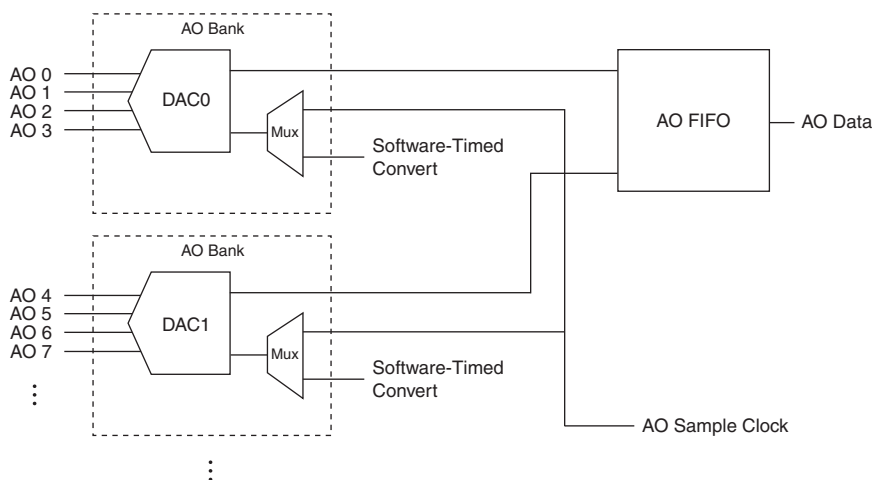 AO Bank
AO 0
AO 1
AO 2
AO 3
DAC0
Mux
Software-Timed
Convert
AO FIFO
AO Data
AO Bank
AO 4
AO 5
AO 6
AO 7
DAC1
Mux
Software-Timed
Convert
AO Sample Clock